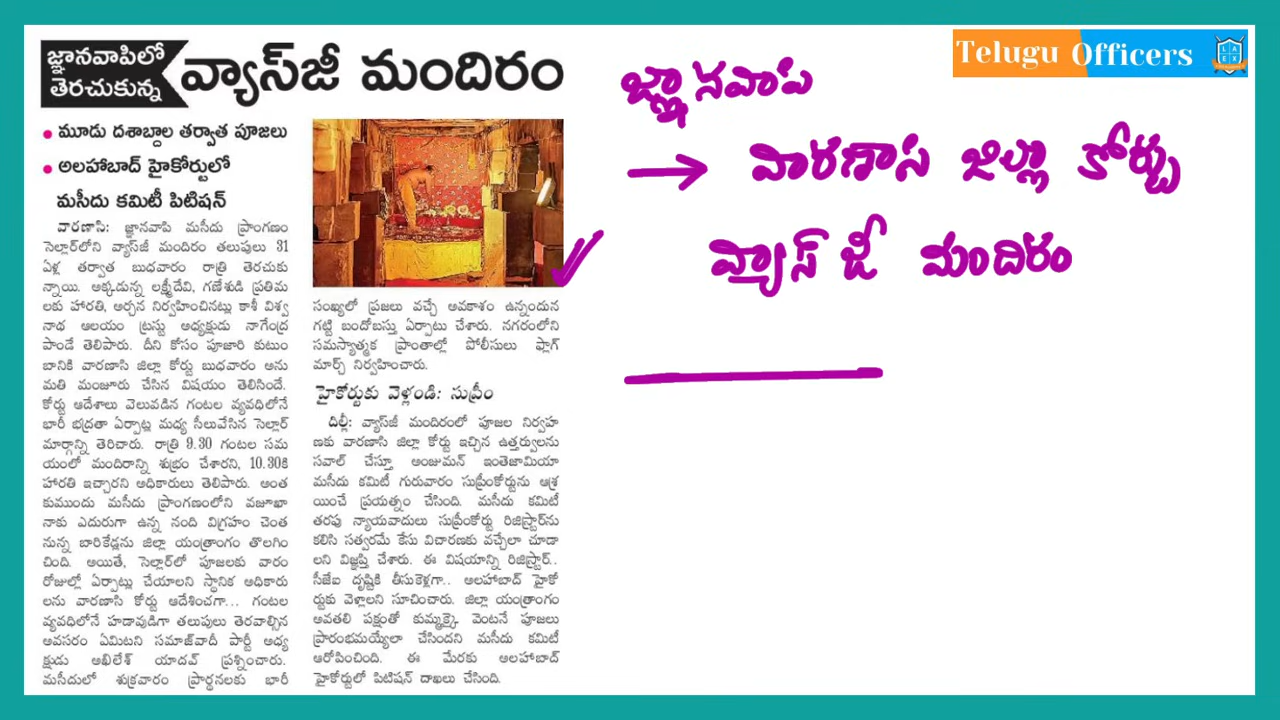 జ్ఞానవాపిలో
తెరచుకున్న
వ్యాస్‌జీ మందిరం
• మూడు దశాబ్దాల తర్వాత పూజలు
• అలహాబాద్ హైకోర్టులో
మసీదు కమిటీ పిటిషన్
వారణాసి: జ్ఞానవాపి మసీదు ప్రాంగణం
సెల్లార్‌లోని వ్యాస్‌జీ మందిరం తలుపులు 31
ఏళ్ల తర్వాత బుధవారం రాత్రి తెరచుకు
న్నాయి. అక్కడున్న లక్ష్మీదేవి, గణేశుడి ప్రతిమ
లకు హారతి, అర్చన నిర్వహించినట్లు కాశీ విశ్వ
నాథ ఆలయం ట్రస్టు అధ్యక్షుడు నాగేంద్ర
పాండే తెలిపారు. దీని కోసం పూజారి కుటుం
బానికి వారణాసి జిల్లా కోర్టు బుధవారం అను
మతి మంజూరు చేసిన విషయం తెలిసిందే.
కోర్టు ఆదేశాలు వెలువడిన గంటల వ్యవధిలోనే
భారీ భద్రతా ఏర్పాట్ల మధ్య సీలువేసిన సెల్లార్
మార్గాన్ని తెరిచారు. రాత్రి 9.30 గంటల సమ
యంలో మందిరాన్ని శుభ్రం చేశారని, 10.30కి
హారతి ఇచ్చారని అధికారులు తెలిపారు. అంత
కుముందు మసీదు ప్రాంగణంలోని వజూఖా
నాకు ఎదురుగా ఉన్న నంది విగ్రహం చెంత
నున్న బారికేడ్లను జిల్లా యంత్రాంగం తొలగిం
చింది. అయితే, సెల్లార్‌లో పూజలకు వారం
రోజుల్లో ఏర్పాట్లు చేయాలని స్థానిక అధికారు
లను వారణాసి కోర్టు ఆదేశించగా... గంటల
వ్యవధిలోనే హడావుడిగా తలుపులు తెరవాల్సిన
అవసరం ఏమిటని సమాజ్‌వాదీ పార్టీ అధ్య
క్షుడు అఖిలేశ్ యాదవ్ ప్రశ్నించారు.
మసీదులో శుక్రవారం ప్రార్థనలకు భారీ
సంఖ్యలో ప్రజలు వచ్చే అవకాశం ఉన్నందున
గట్టి బందోబస్తు ఏర్పాటు చేశారు. నగరంలోని
సమస్యాత్మక ప్రాంతాల్లో పోలీసులు ఫ్లాగ్
మార్చ్ నిర్వహించారు.
హైకోర్టుకు వెళ్లండి: సుప్రీం
దిల్లీ: వ్యాస్‌జీ మందిరంలో పూజల నిర్వహ
ణకు వారణాసి జిల్లా కోర్టు ఇచ్చిన ఉత్తర్వులను
సవాల్ చేస్తూ అంజుమన్ ఇంతెజామియా
మసీదు కమిటీ గురువారం సుప్రీంకోర్టును ఆశ్ర
యించే ప్రయత్నం చేసింది. మసీదు కమిటీ
తరఫు న్యాయవాదులు సుప్రీంకోర్టు రిజిస్ట్రార్‌ను
కలిసి సత్వరమే కేసు విచారణకు వచ్చేలా చూడా
లని విజ్ఞప్తి చేశారు. ఈ విషయాన్ని రిజిస్ట్రార్..
సీజేఐ దృష్టికి తీసుకెళ్లగా.. అలహాబాద్ హైకో
ర్టుకు వెళ్లాలని సూచించారు. జిల్లా యంత్రాంగం
అవతలి పక్షంతో కుమ్మక్కై వెంటనే పూజలు
ప్రారంభమయ్యేలా చేసిందని మసీదు కమిటీ
ఆరోపించింది. ఈ మేరకు అలహాబాద్
హైకోర్టులో పిటిషన్ దాఖలు చేసింది.
Telugu Officers
జ్ఞానవాపి
→ వారణాసి జిల్లా కోర్టు
వ్యాస్ జీ మందిరం